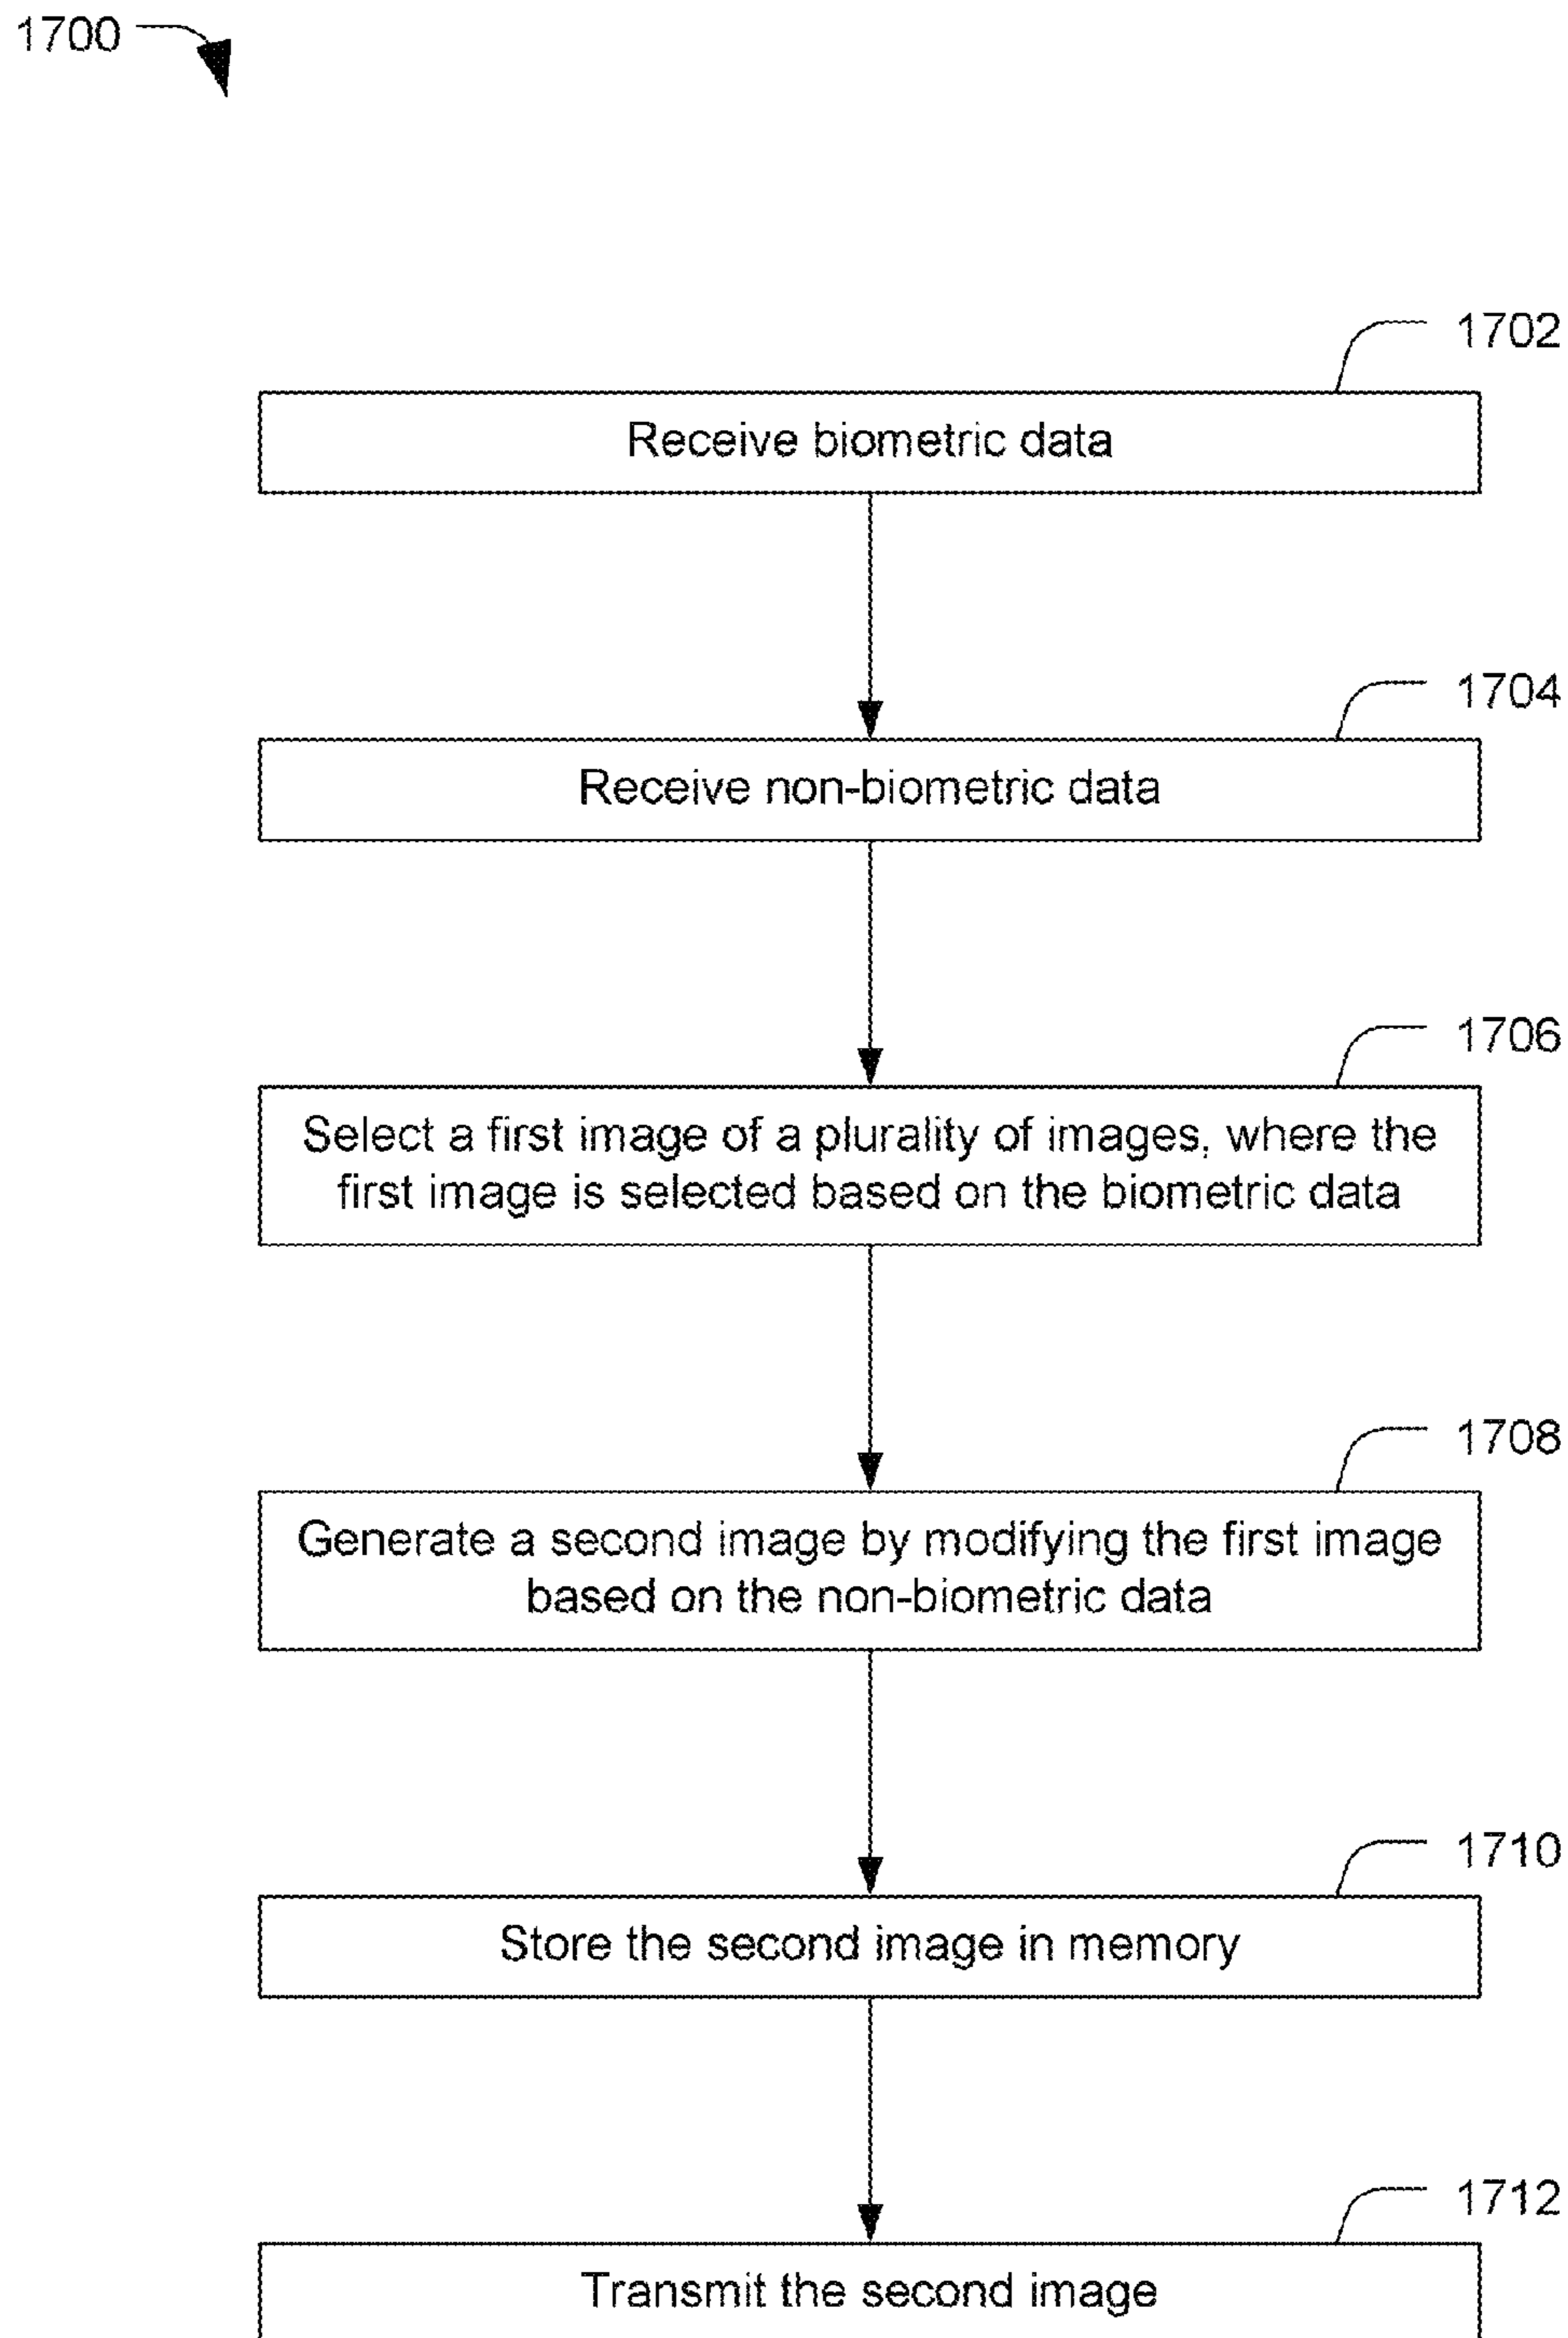 1700
1702
Receive biometric data
1704
Receive non-biometric data
1706
Select a first image of a plurality of images, where the
first image is selected based on the biometric data
1708
Generate a second image by modifying the first image
based on the non-biometric data
1710
Store the second image in memory
1712
Transmit the second image